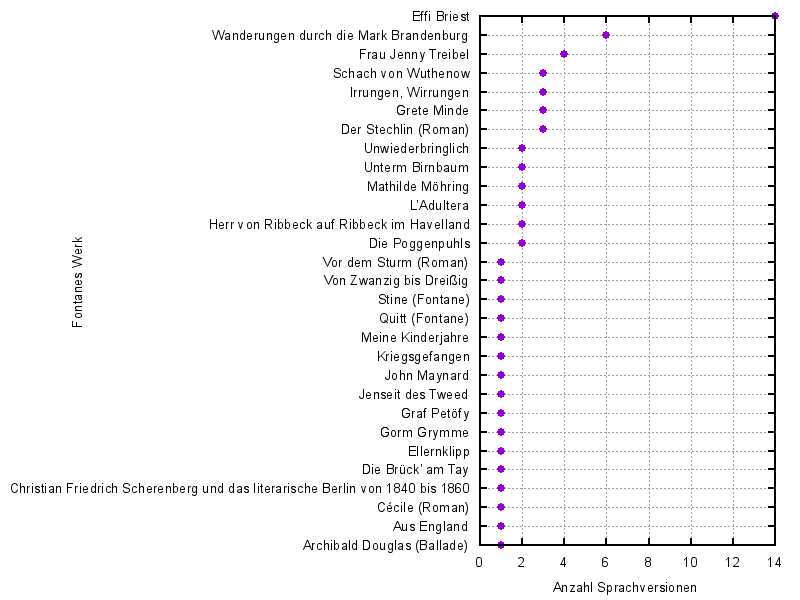 Effi Briest
Wanderungen durch die Mark Brandenburg
Frau Jenny Treibel
Schach von Wuthenow
Irrungen, Wirrungen
Grete Minde
Der Stechlin (Roman)
Unwiederbringlich
Unterm Birnbaum
Mathilde Möhring
L'Adultera
Herr von Ribbeck auf Ribbeck im Havelland
Die Poggenpuhls
Vor dem Sturm (Roman)
Von Zwanzig bis Dreißig
Stine (Fontane)
Quitt (Fontane)
Meine Kinderjahre
Kriegsgefangen
John Maynard
Jenseit des Tweed
Graf Petöfy
Gorm Grymme
Ellernklipp
Die Brück' am Tay
Christian Friedrich Scherenberg und das literarische Berlin von 1840 bis 1860
Cécile (Roman)
Aus England
Archibald Douglas (Ballade)
Fontanes Werk
0 2 4 6 8 10 12 14
Anzahl Sprachversionen